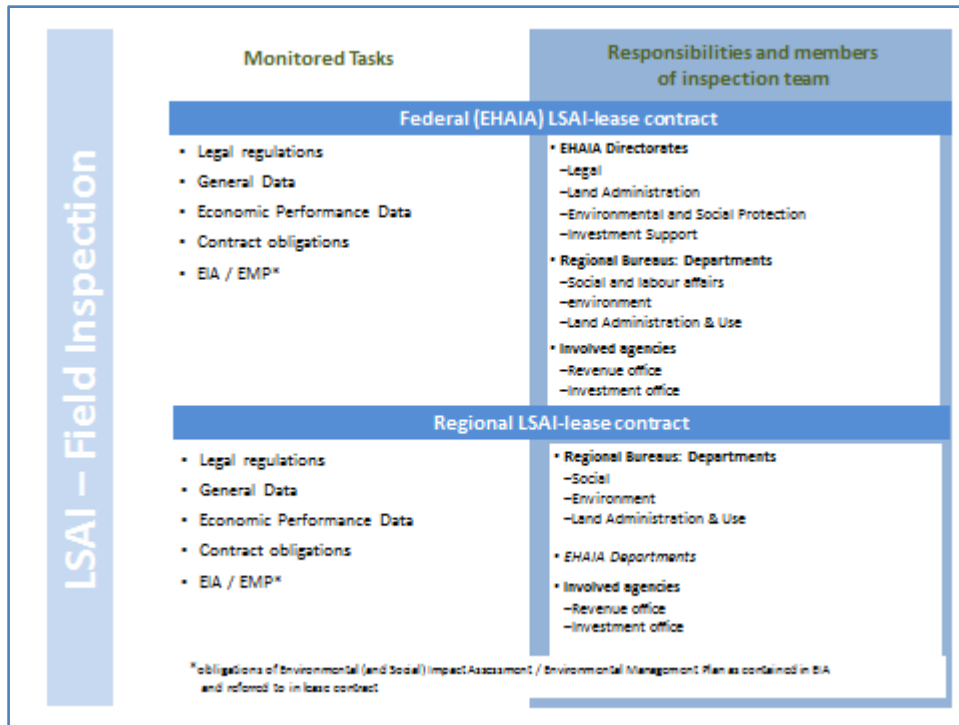 LSAI – Field Inspection
Monitored Tasks
Responsibilities and members
of inspection team
Federal (EHAIA) LSAI-lease contract
• Legal regulations
• General Data
• Economic Performance Data
• Contract obligations
• EIA / EMP*
• EHAIA Directorates
–Legal
–Land Administration
–Environmental and Social Protection
–Investment Support
• Regional Bureaus: Departments
–Social and labour affairs
–environment
–Land Administration & Use
• Involved agencies
–Revenue office
–Investment office
Regional LSAI-lease contract
• Legal regulations
• General Data
• Economic Performance Data
• Contract obligations
• EIA / EMP*
• Regional Bureaus: Departments
–Social
–Environment
–Land Administration & Use
• EHAIA Departments
• Involved agencies
–Revenue office
–Investment office
*obligations of Environmental (and Social) Impact Assessment / Environmental Management Plan as contained in EIA
and referred to in lease contract